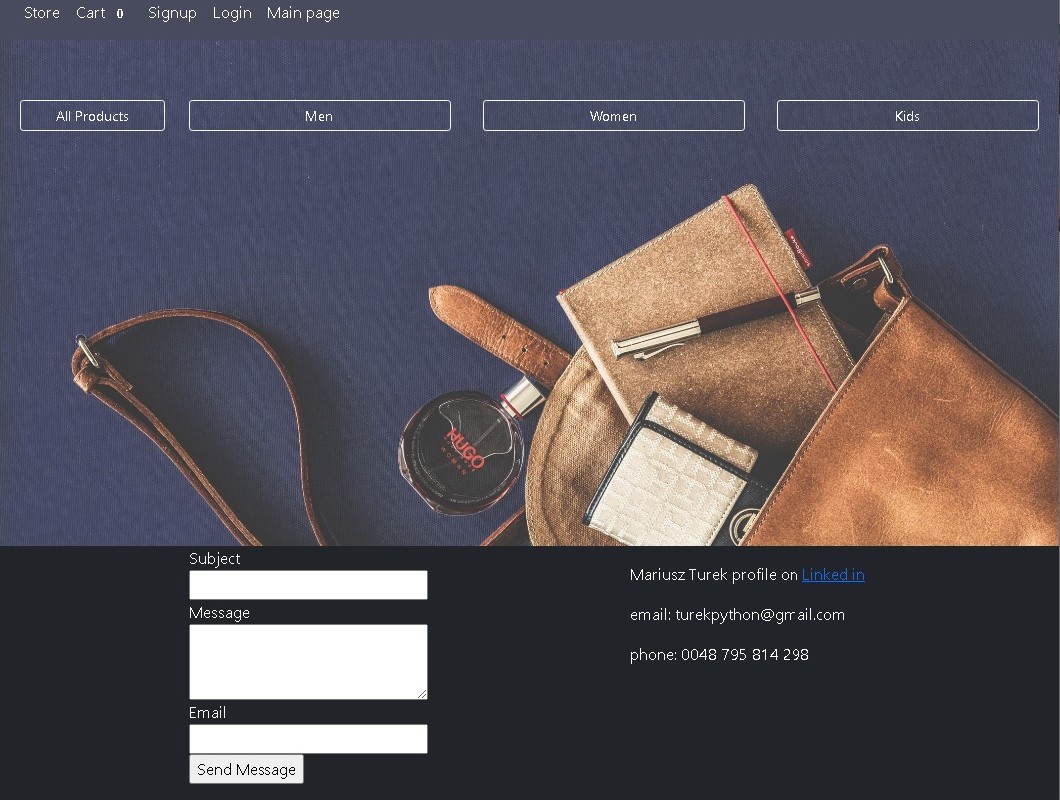 Store Cart 0 Signup Login Main page
All Products Men Women Kids
HUGO
WOMAN
Subject
Message
Email
Send Message
Mariusz Turek profile on Linked in
email: turekpython@gmail.com
phone: 0048 795 814 298